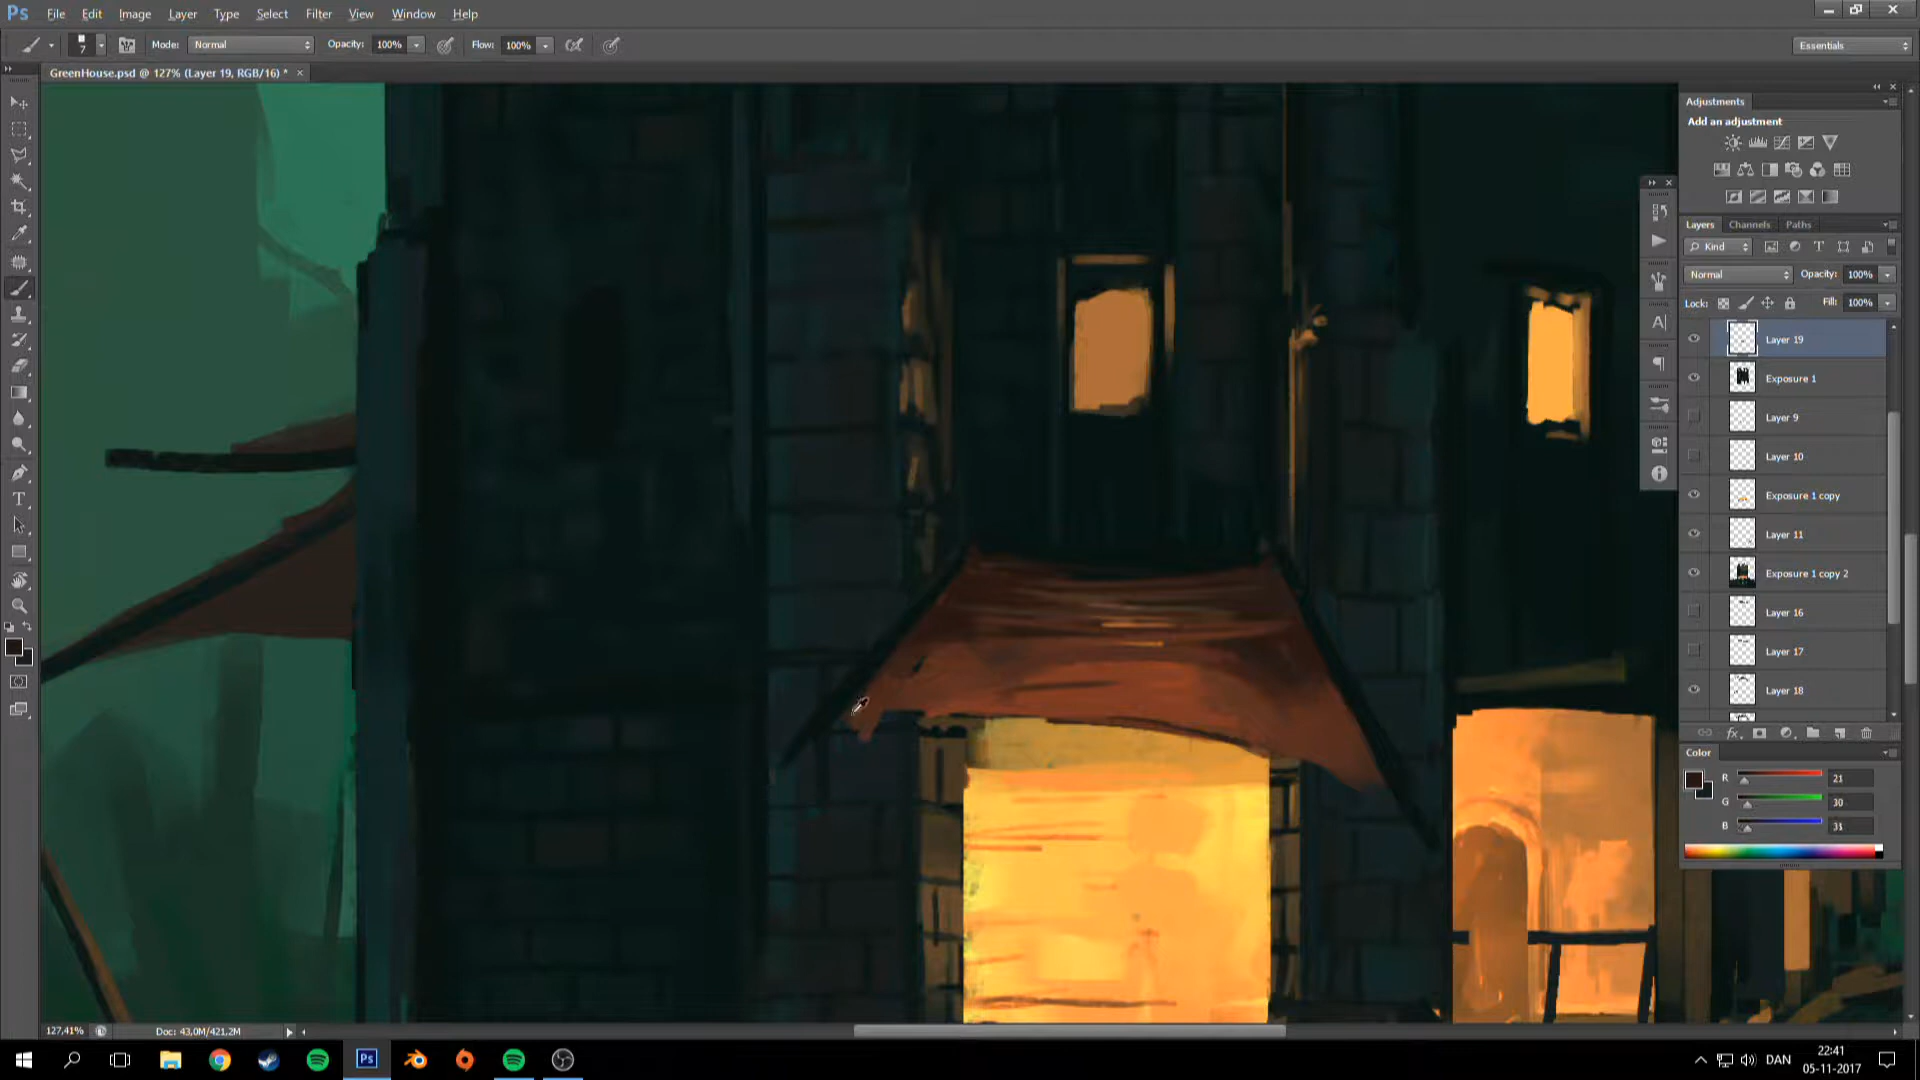 Ps File Edit Image Layer Type Select Filter View Window Help
7 Mode: Normal Opacity: 100% Flow: 100% Essentials
GreenHouse.psd @ 127% (Layer 19, RGB/16) * ×
Adjustments
Add an adjustment
Layers Channels Paths
Kind
Normal Opacity: 100%
Lock: Fill: 100%
Layer 19
Exposure 1
Layer 9
Layer 10
Exposure 1 copy
Layer 11
Exposure 1 copy 2
Layer 16
Layer 17
Layer 18
Color
R 21
G 30
B 31
127,41% Doc: 43,0M/421,2M
Ps DAN 22:41
05-11-2017